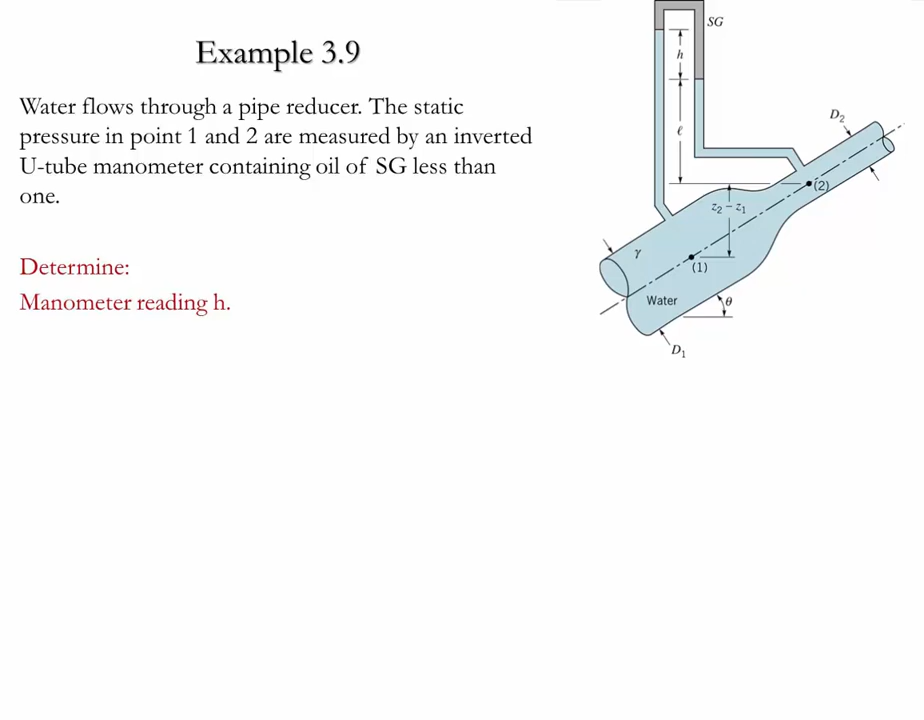 Example 3.9
Water flows through a pipe reducer. The static
pressure in point 1 and 2 are measured by an inverted
U-tube manometer containing oil of SG less than
one.
Determine:
Manometer reading h.
SG
h
ℓ
D₂
(2)
z₂ – z₁
γ
(1)
Water
θ
D₁